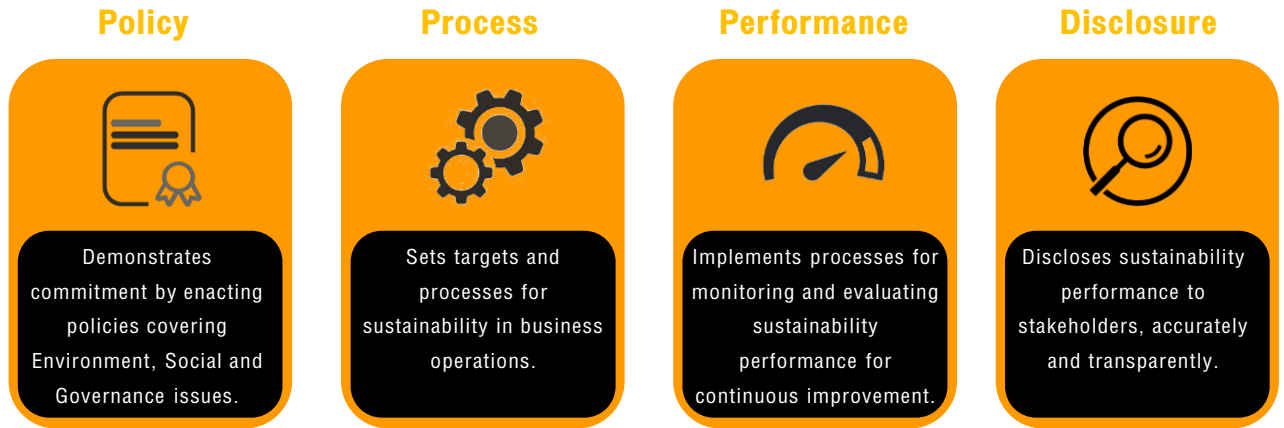 Policy
Demonstrates
commitment by enacting
policies covering
Environment, Social and
Governance issues.
Process
Sets targets and
processes for
sustainability in business
operations.
Performance
Implements processes for
monitoring and evaluating
sustainability
performance for
continuous improvement.
Disclosure
Discloses sustainability
performance to
stakeholders, accurately
and transparently.